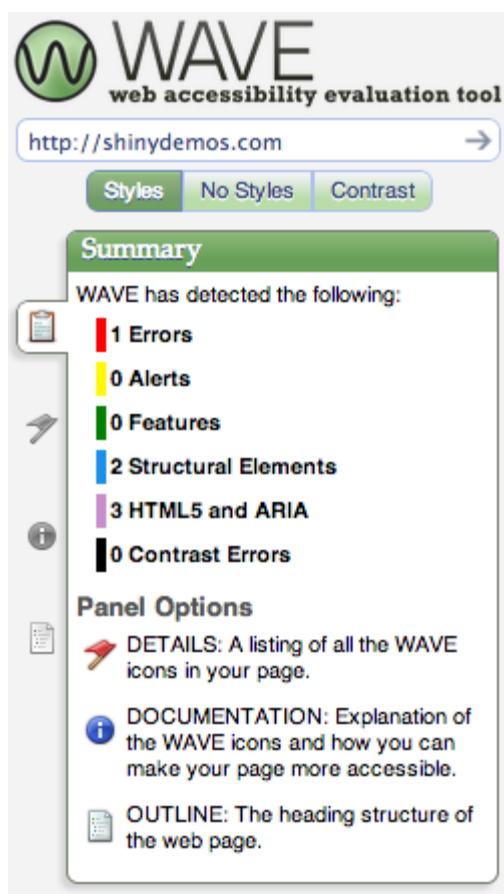 WAVE
web accessibility evaluation tool
http://shinydemos.com
Styles No Styles Contrast
Summary
WAVE has detected the following:
1 Errors
0 Alerts
0 Features
2 Structural Elements
3 HTML5 and ARIA
0 Contrast Errors
Panel Options
DETAILS: A listing of all the WAVE
icons in your page.
DOCUMENTATION: Explanation of
the WAVE icons and how you can
make your page more accessible.
OUTLINE: The heading structure of
the web page.